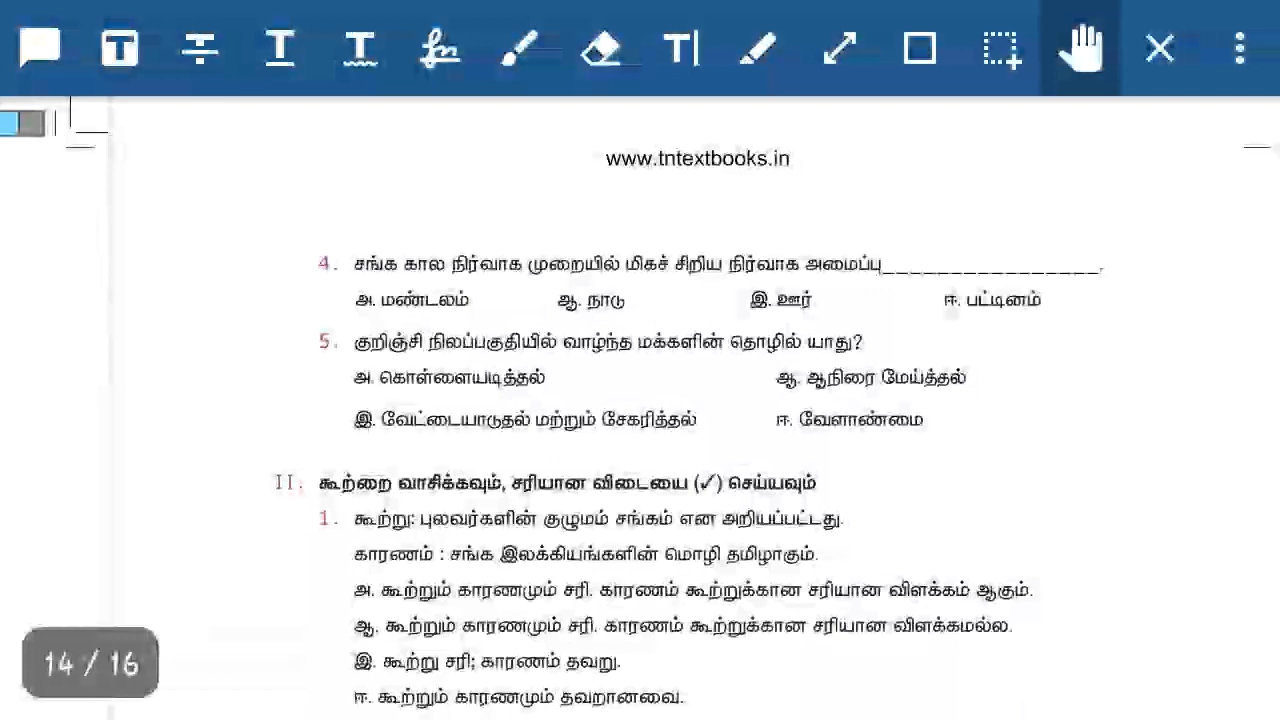 www.tntextbooks.in
4. சங்க கால நிர்வாக முறையில் மிகச் சிறிய நிர்வாக அமைப்பு________________.
அ. மண்டலம் ஆ. நாடு இ. ஊர் ஈ. பட்டினம்
5. குறிஞ்சி நிலப்பகுதியில் வாழ்ந்த மக்களின் தொழில் யாது?
அ. கொள்ளையடித்தல் ஆ. ஆநிரை மேய்த்தல்
இ. வேட்டையாடுதல் மற்றும் சேகரித்தல் ஈ. வேளாண்மை
II. கூற்றை வாசிக்கவும், சரியான விடையை (✓) செய்யவும்
1. கூற்று: புலவர்களின் குழுமம் சங்கம் என அறியப்பட்டது.
காரணம் : சங்க இலக்கியங்களின் மொழி தமிழாகும்.
அ. கூற்றும் காரணமும் சரி. காரணம் கூற்றுக்கான சரியான விளக்கம் ஆகும்.
ஆ. கூற்றும் காரணமும் சரி. காரணம் கூற்றுக்கான சரியான விளக்கமல்ல.
இ. கூற்று சரி; காரணம் தவறு.
ஈ. கூற்றும் காரணமும் தவறானவை.
14 / 16